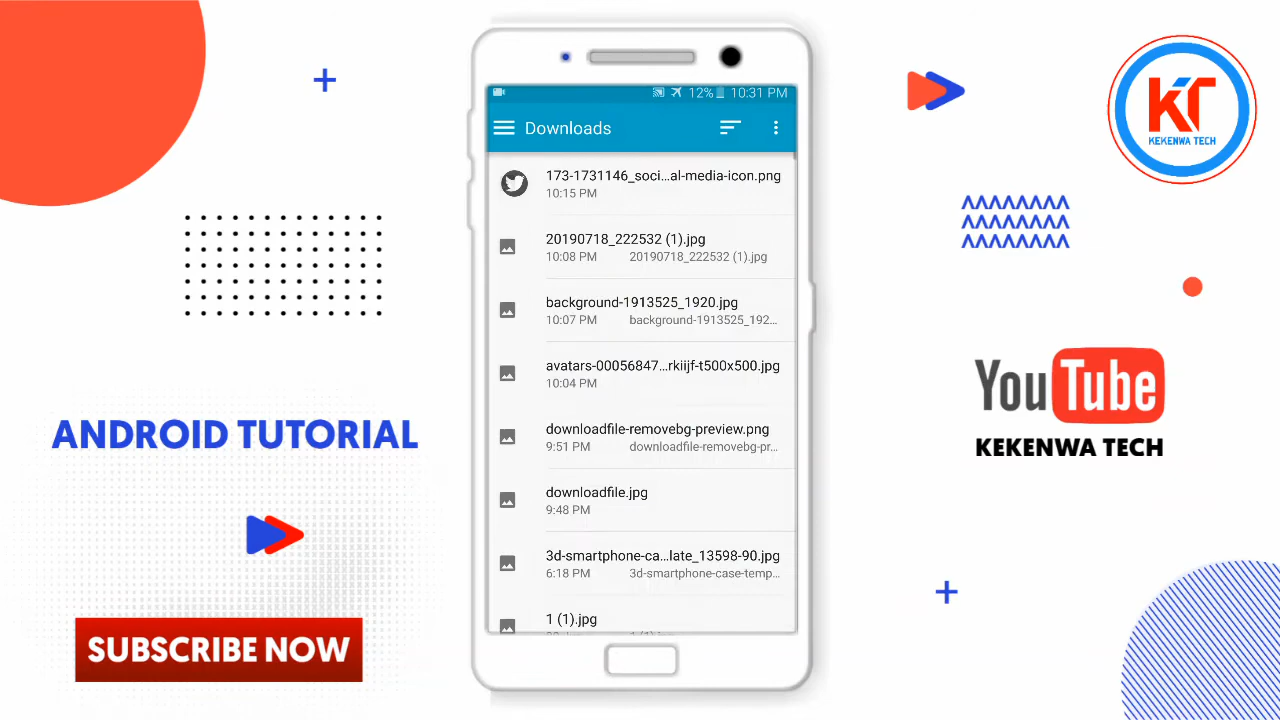 12% 10:31 PM
Downloads
173-1731146_soci...al-media-icon.png
10:15 PM
20190718_222532 (1).jpg
10:08 PM 20190718_222532 (1).jpg
background-1913525_1920.jpg
10:07 PM background-1913525_192...
avatars-00056847...rkiijf-t500x500.jpg
10:04 PM
downloadfile-removebg-preview.png
9:51 PM downloadfile-removebg-pr...
downloadfile.jpg
9:48 PM
3d-smartphone-ca...late_13598-90.jpg
6:18 PM 3d-smartphone-case-temp...
1 (1).jpg
ANDROID TUTORIAL
SUBSCRIBE NOW
KT
KEKENWA TECH
YouTube
KEKENWA TECH